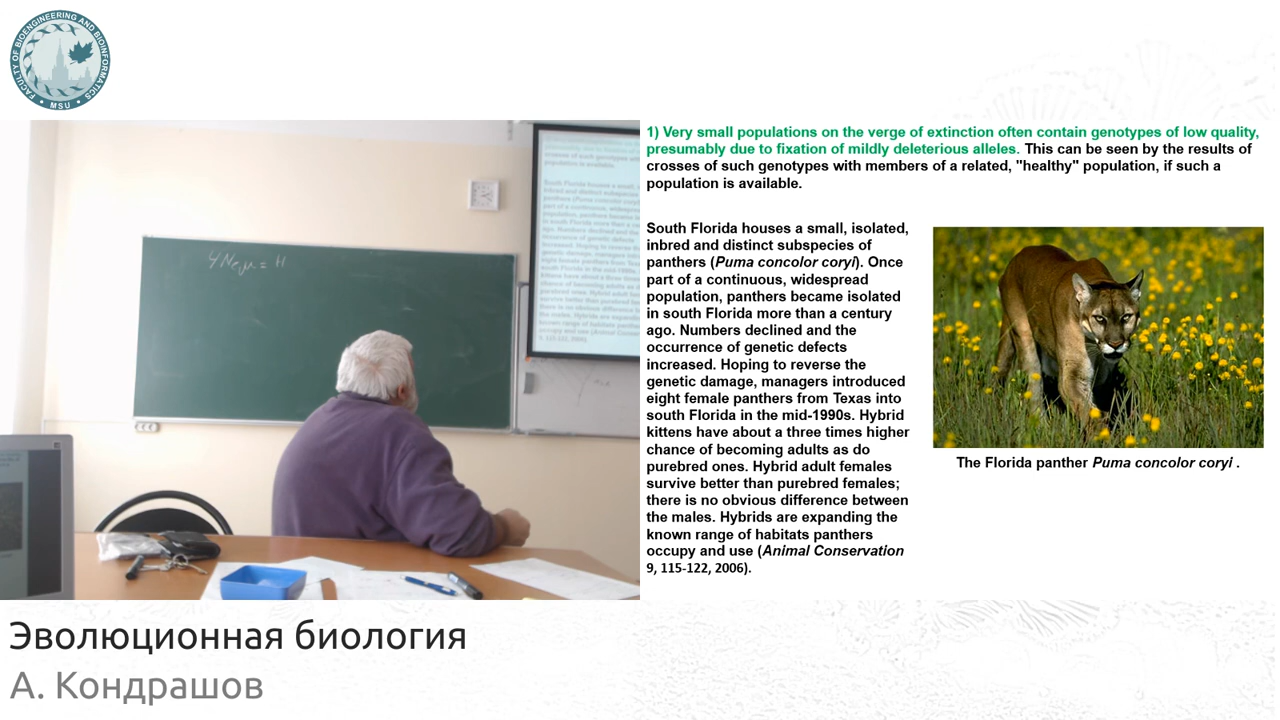 FACULTY OF BIOENGINEERING AND BIOINFORMATICS
• MSU •
4Neμ = H
1) Very small populations on the verge of extinction often contain genotypes of low quality,
presumably due to fixation of mildly deleterious alleles. This can be seen by the results of
crosses of such genotypes with members of a related, "healthy" population, if such a
population is available.
South Florida houses a small, isolated,
inbred and distinct subspecies of
panthers (Puma concolor coryi). Once
part of a continuous, widespread
population, panthers became isolated
in south Florida more than a century
ago. Numbers declined and the
occurrence of genetic defects
increased. Hoping to reverse the
genetic damage, managers introduced
eight female panthers from Texas into
south Florida in the mid-1990s. Hybrid
kittens have about a three times higher
chance of becoming adults as do
purebred ones. Hybrid adult females
survive better than purebred females;
there is no obvious difference between
the males. Hybrids are expanding the
known range of habitats panthers
occupy and use (Animal Conservation
9, 115-122, 2006).
The Florida panther Puma concolor coryi .
Эволюционная биология
А. Кондрашов